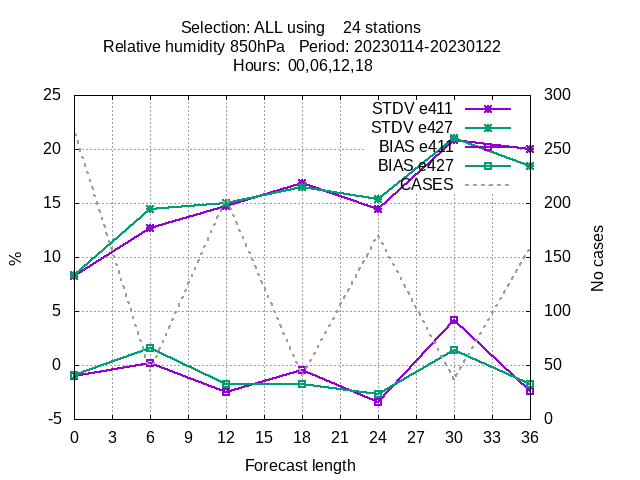 Selection: ALL using    24 stations
Relative humidity 850hPa   Period: 20230114-20230122
Hours:  00,06,12,18
25
20
15
10
5
0
-5
300
250
200
150
100
50
0
STDV e411
STDV e427
BIAS e411
BIAS e427
CASES
%
No cases
0 3 6 9 12 15 18 21 24 27 30 33 36
Forecast length